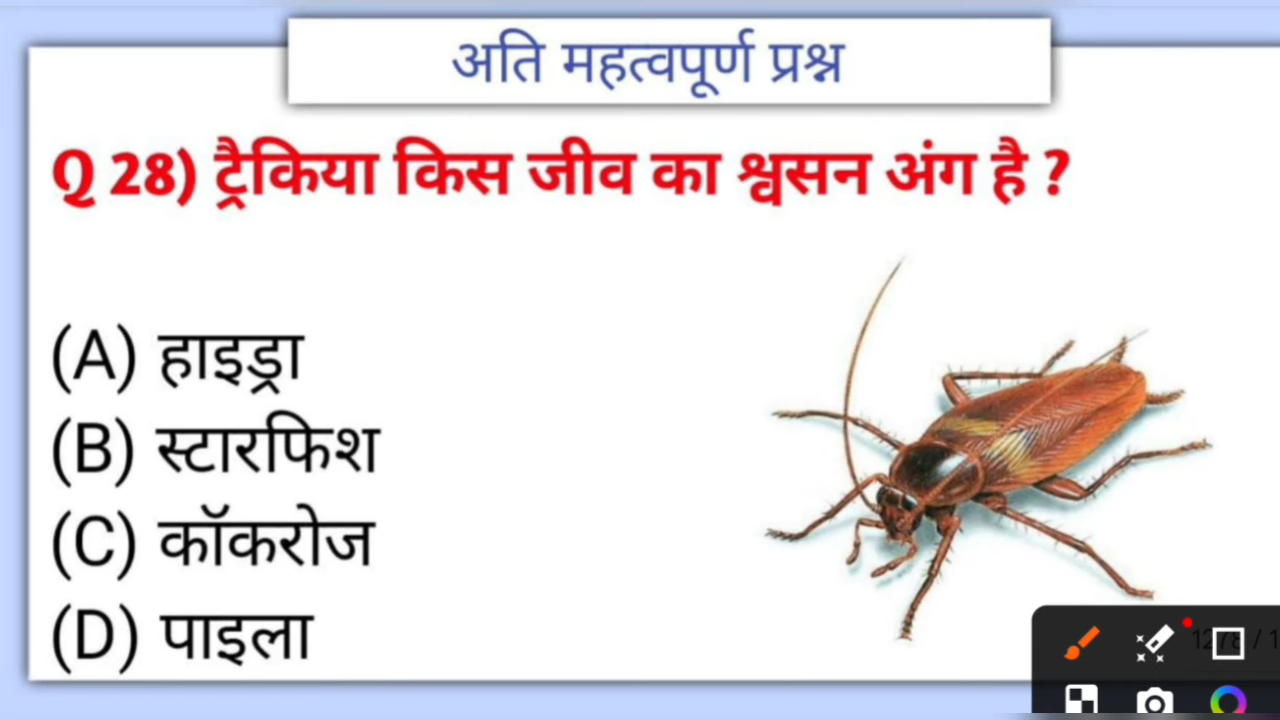 अति महत्वपूर्ण प्रश्न
Q 28) ट्रैकिया किस जीव का श्वसन अंग है ?
(A) हाइड्रा
(B) स्टारफिश
(C) कॉकरोज
(D) पाइला